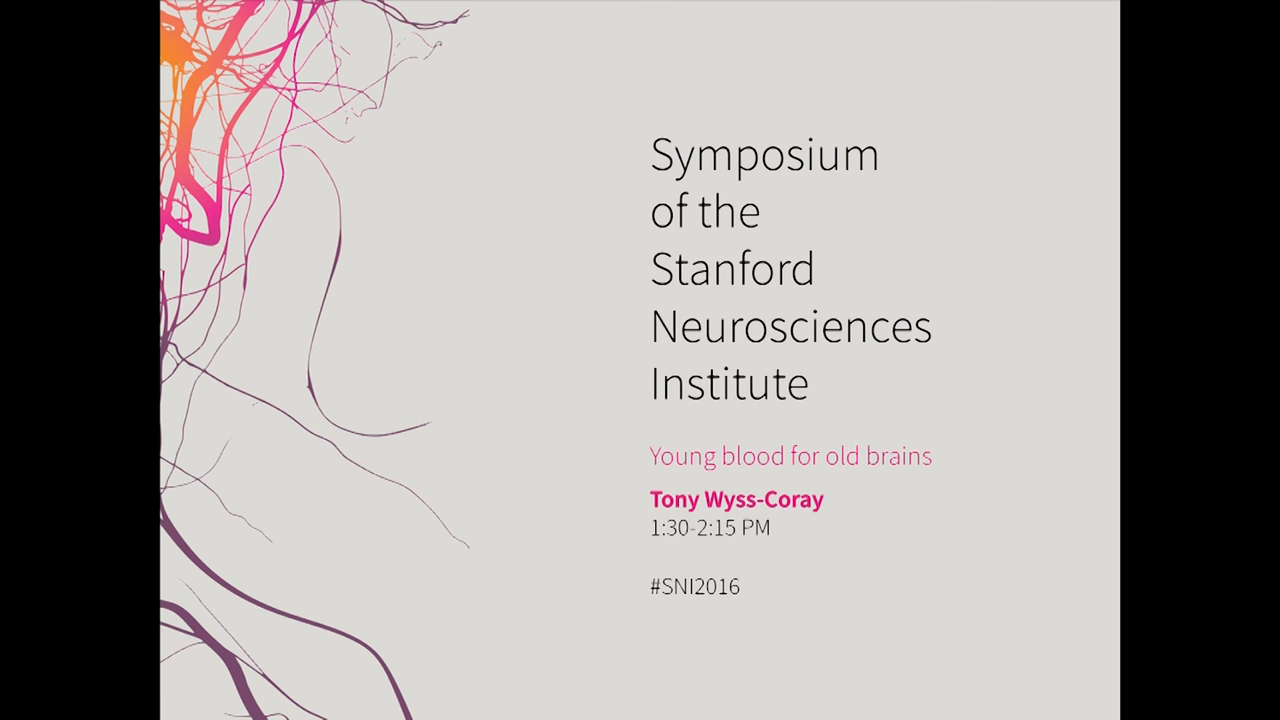 Symposium
of the
Stanford
Neurosciences
Institute
Young blood for old brains
Tony Wyss-Coray
1:30-2:15 PM
#SNI2016